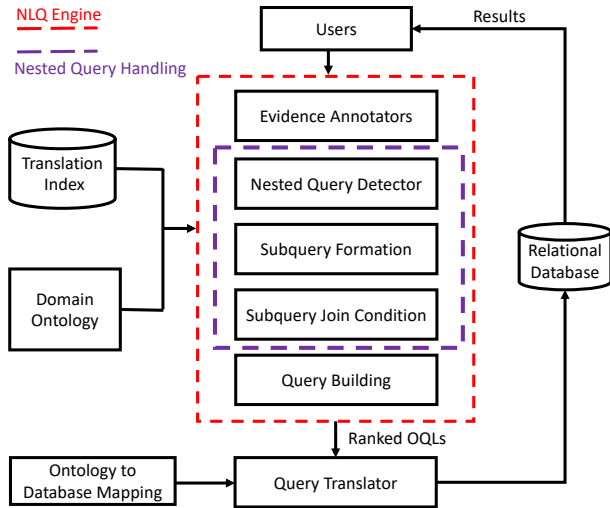 NLQ Engine
Nested Query Handling
Users
Results
Evidence Annotators
Nested Query Detector
Subquery Formation
Subquery Join Condition
Query Building
Translation
Index
Domain
Ontology
Relational
Database
Ranked OQLs
Ontology to
Database Mapping
Query Translator